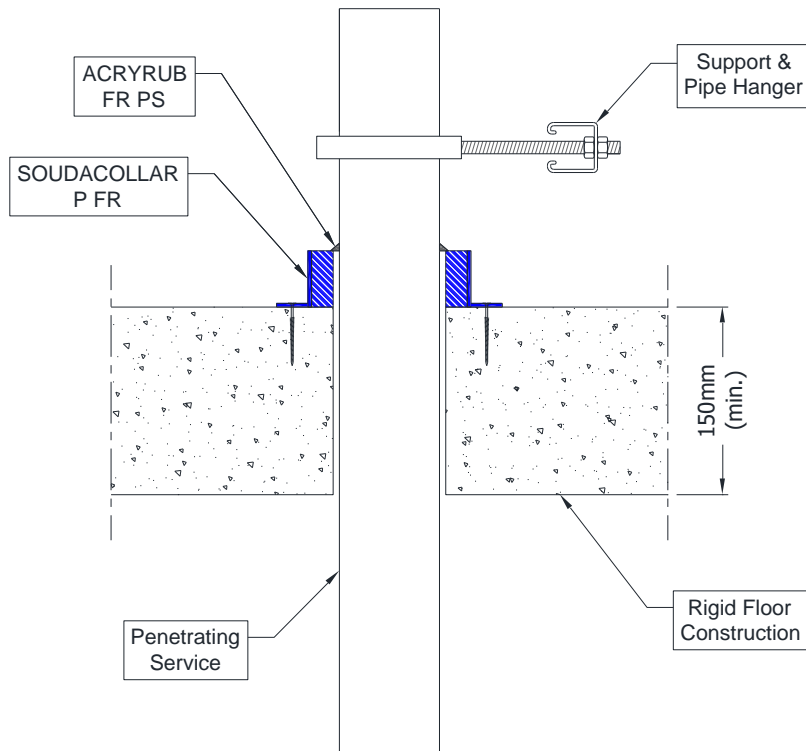 ACRYRUB
FR PS
Support &
Pipe Hanger
SOUDACOLLAR
P FR
150mm
(min.)
Penetrating
Service
Rigid Floor
Construction